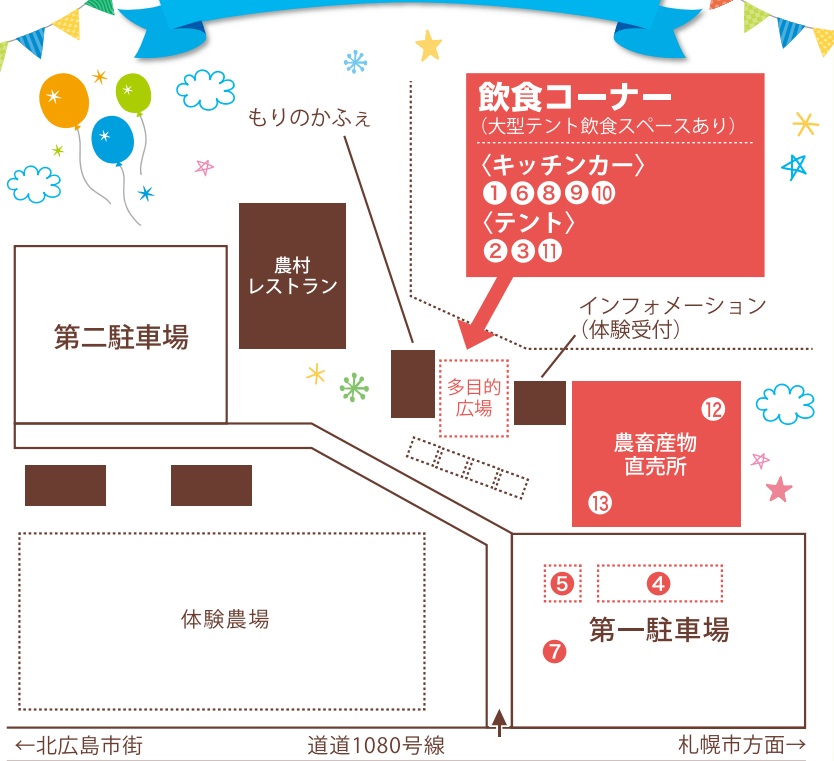 飲食コーナー
（大型テント飲食スペースあり）
〈キッチンカー〉
❶❻❽❾❿
〈テント〉
❷❸⓫
もりのかふぇ
農村
レストラン
第二駐車場
インフォメーション
（体験受付）
多目的
広場
⓬
農畜産物
直売所
⓭
❺ ❹
第一駐車場
❼
体験農場
←北広島市街
道道1080号線
札幌市方面→